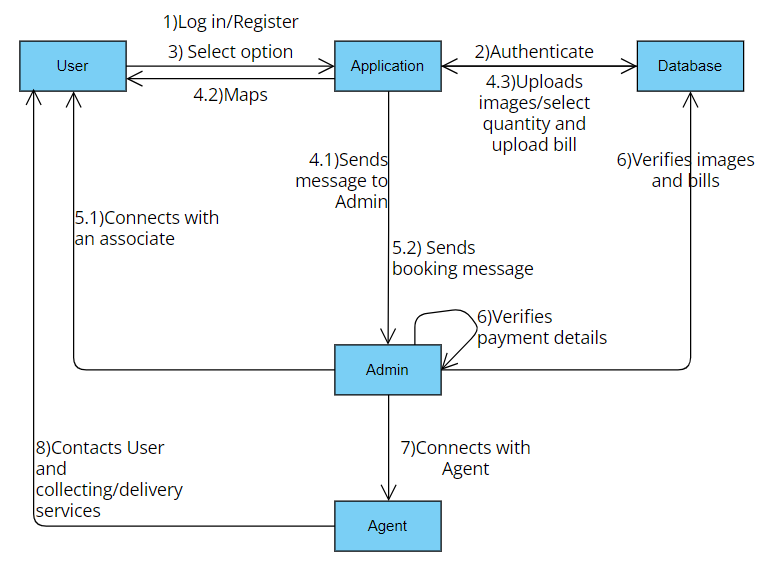 1)Log in/Register
3) Select option
User
Application
2)Authenticate
Database
4.2)Maps
4.3)Uploads
images/select
quantity and
upload bill
4.1)Sends
message to
Admin
6)Verifies images
and bills
5.1)Connects with
an associate
5.2) Sends
booking message
6)Verifies
payment details
Admin
7)Connects with
Agent
8)Contacts User
and
collecting/delivery
services
Agent